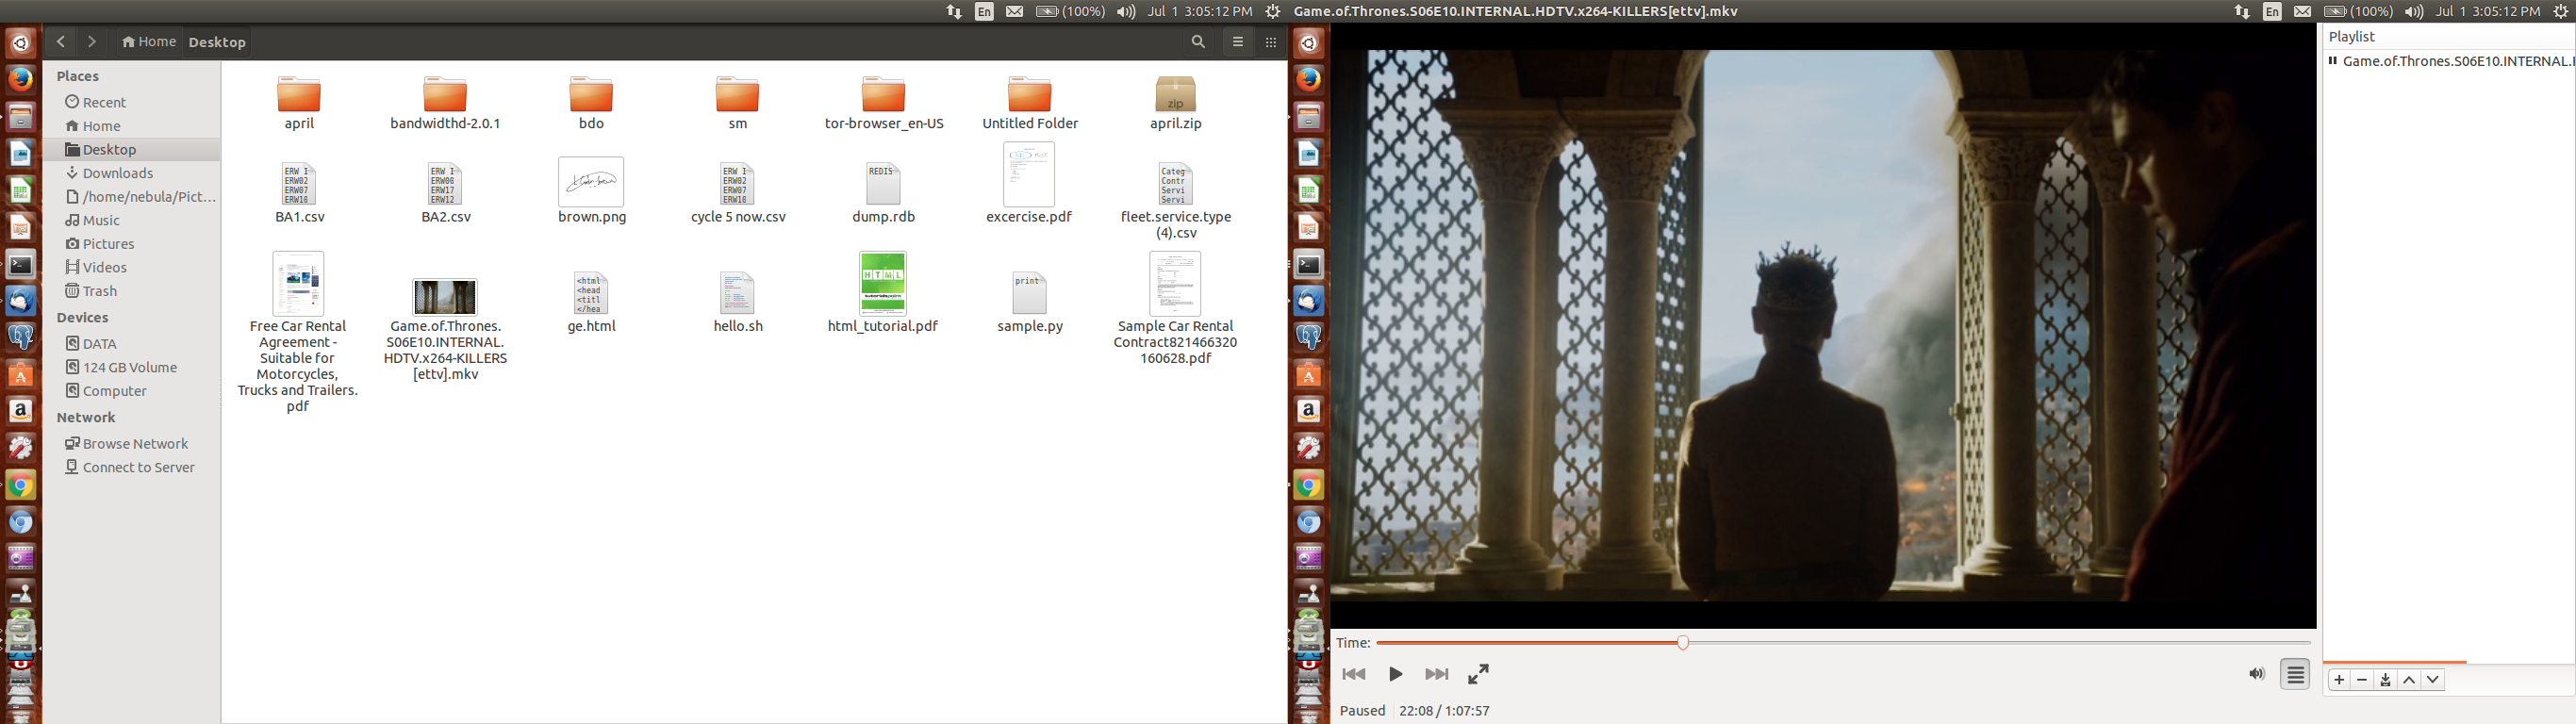 En
(100%)
Jul 1 3:05:12 PM
Game.of.Thrones.S06E10.INTERNAL.HDTV.x264-KILLERS[ettv].mkv
En
(100%)
Jul 1 3:05:12 PM
Home
Desktop
Places
Recent
Home
Desktop
Downloads
/home/nebula/Pict...
Music
Pictures
Videos
Trash
Devices
DATA
124 GB Volume
Computer
Network
Browse Network
Connect to Server
april
bandwidthd-2.0.1
bdo
sm
tor-browser_en-US
Untitled Folder
zip
april.zip
ERW I
ERW02
ERW07
ERW10
BA1.csv
ERW I
ERW00
ERW17
ERW12
BA2.csv
brown.png
ERW I
ERW02
ERW07
ERW10
cycle 5 now.csv
REDIS
dump.rdb
excercise.pdf
Categ
Contr
Servi
Servi
fleet.service.type
(4).csv
Free Car Rental
Agreement -
Suitable for
Motorcycles,
Trucks and Trailers.
pdf
Game.of.Thrones.
S06E10.INTERNAL.
HDTV.x264-KILLERS
[ettv].mkv
<html
<head
<titl
</hea
ge.html
hello.sh
HTML
html_tutorial.pdf
print
sample.py
Sample Car Rental
Contract821466320
160628.pdf
Playlist
Game.of.Thrones.S06E10.INTERNAL.
Time:
Paused
22:08 / 1:07:57